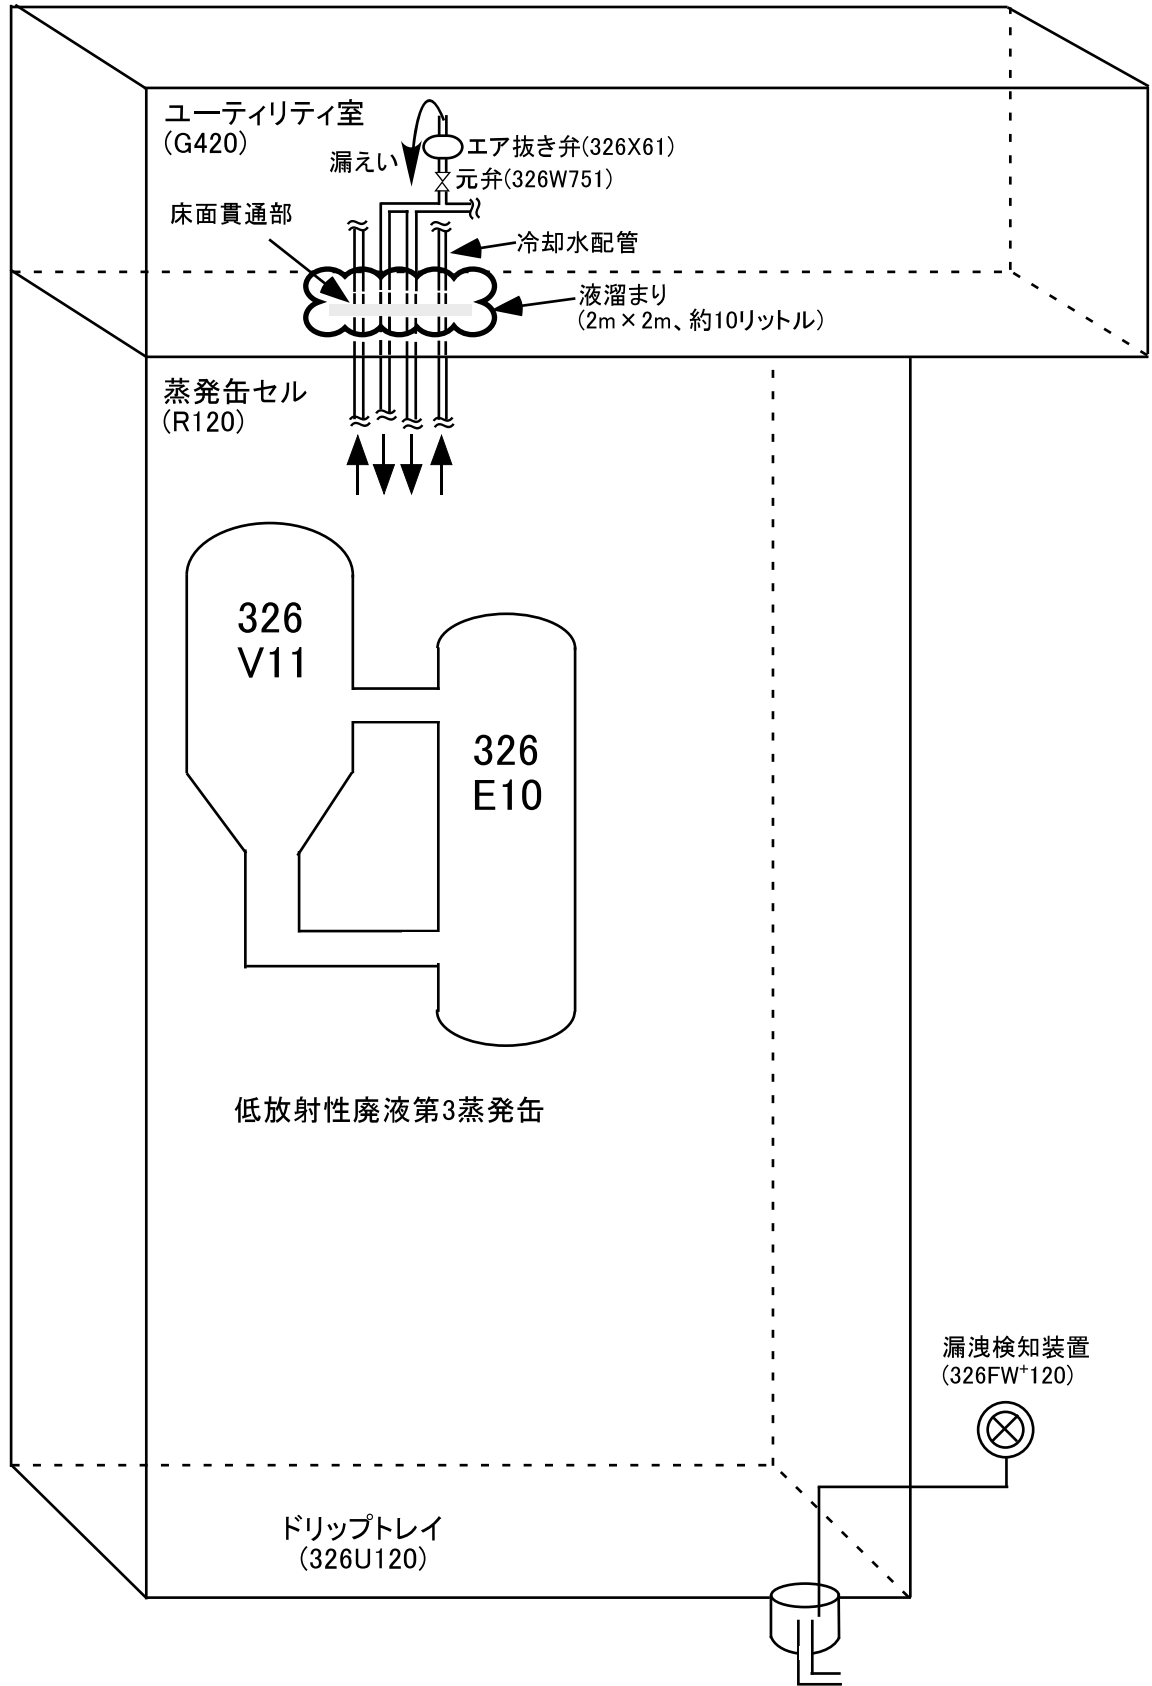 ユーティリティ室
(G420)
漏えい
エア抜き弁(326X61)
元弁(326W751)
床面貫通部
冷却水配管
液溜まり
(2m×2m、約10リットル)
蒸発缶セル
(R120)
326
V11
326
E10
低放射性廃液第3蒸発缶
漏洩検知装置
(326FW⁺120)
ドリップトレイ
(326U120)